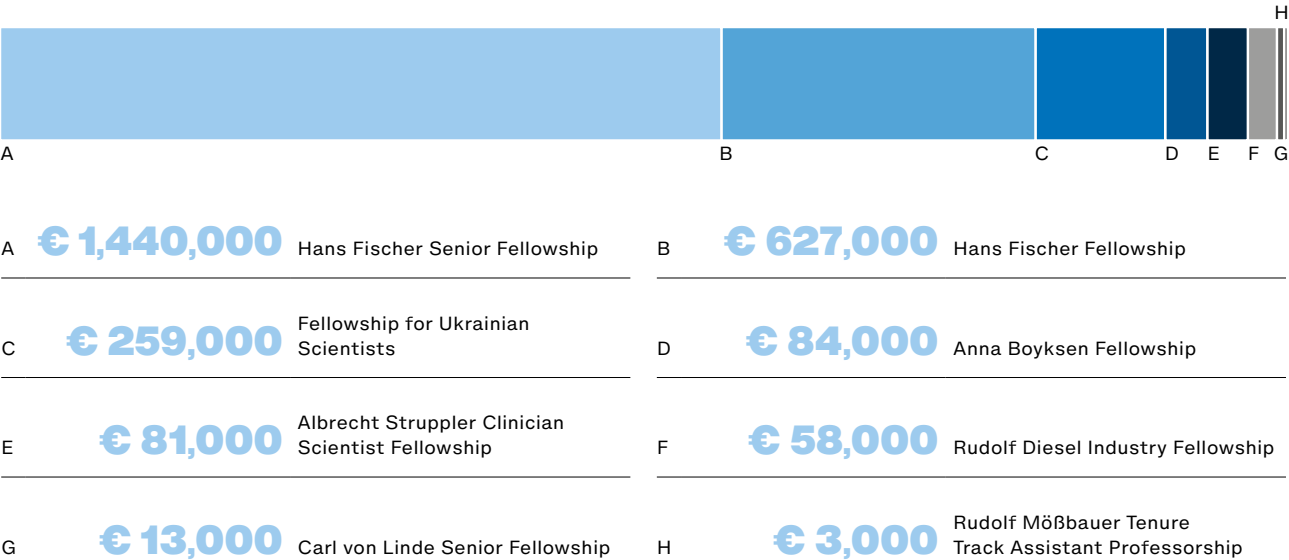 H
A B C D E F G
A € 1,440,000 Hans Fischer Senior Fellowship
B € 627,000 Hans Fischer Fellowship
C € 259,000 Fellowship for Ukrainian
Scientists
D € 84,000 Anna Boyksen Fellowship
E € 81,000 Albrecht Struppler Clinician
Scientist Fellowship
F € 58,000 Rudolf Diesel Industry Fellowship
G € 13,000 Carl von Linde Senior Fellowship
H € 3,000 Rudolf Mößbauer Tenure
Track Assistant Professorship